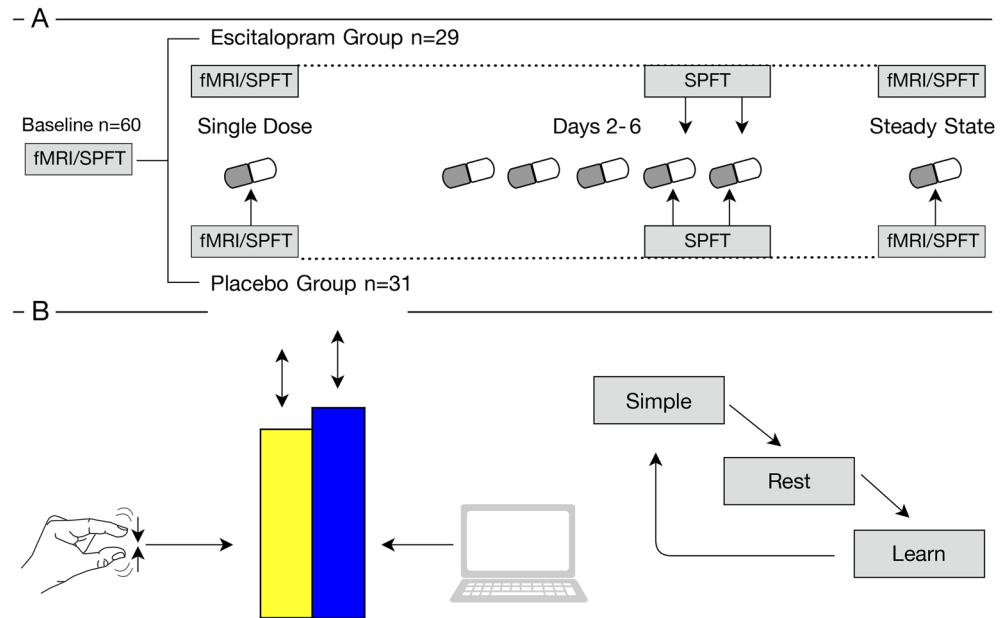 A
Escitalopram Group n=29
fMRI/SPFT
SPFT
fMRI/SPFT
Baseline n=60
Single Dose
Days 2-6
Steady State
fMRI/SPFT
fMRI/SPFT
SPFT
fMRI/SPFT
Placebo Group n=31
B
Simple
Rest
Learn